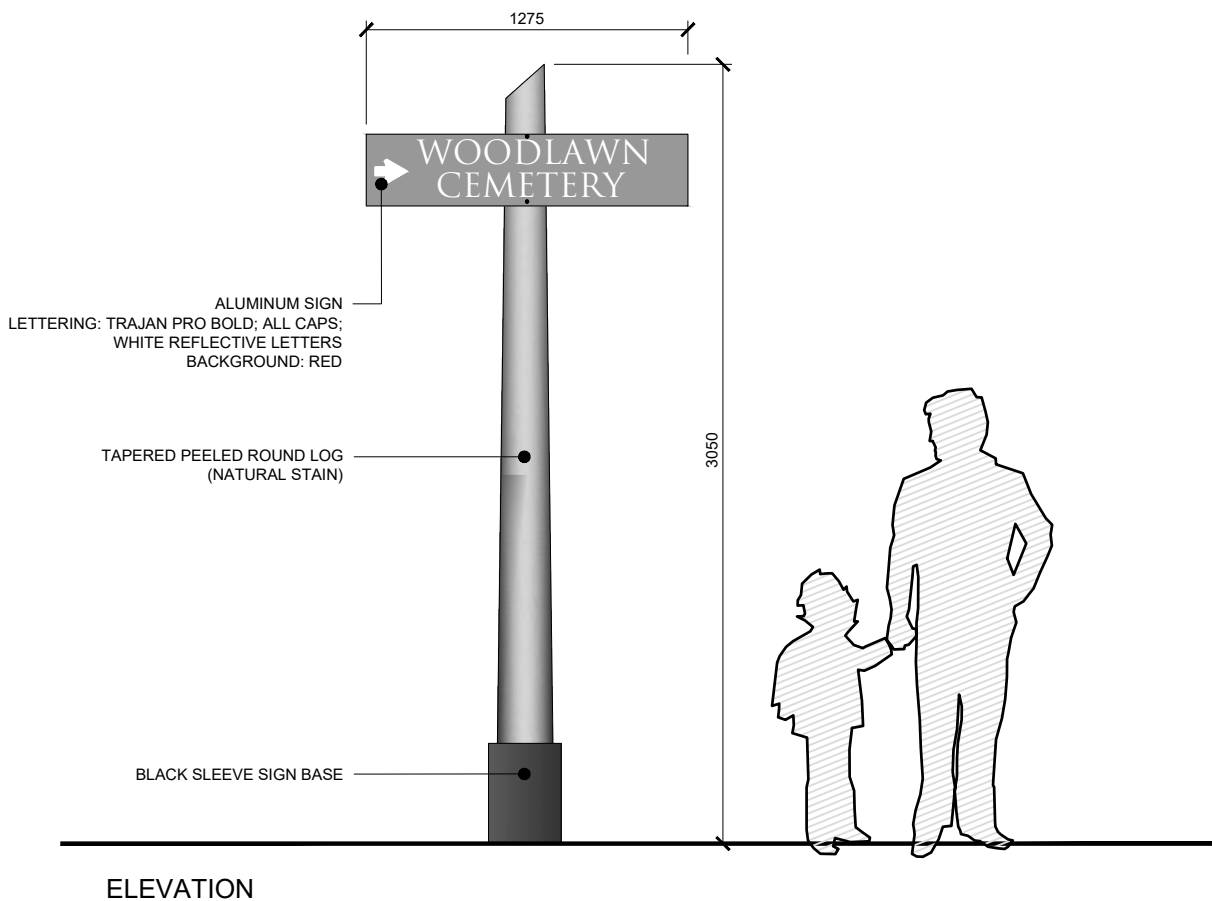 1275
WOODLAWN
CEMETERY
ALUMINUM SIGN
LETTERING: TRAJAN PRO BOLD; ALL CAPS;
WHITE REFLECTIVE LETTERS
BACKGROUND: RED
3050
TAPERED PEELED ROUND LOG
(NATURAL STAIN)
BLACK SLEEVE SIGN BASE
ELEVATION